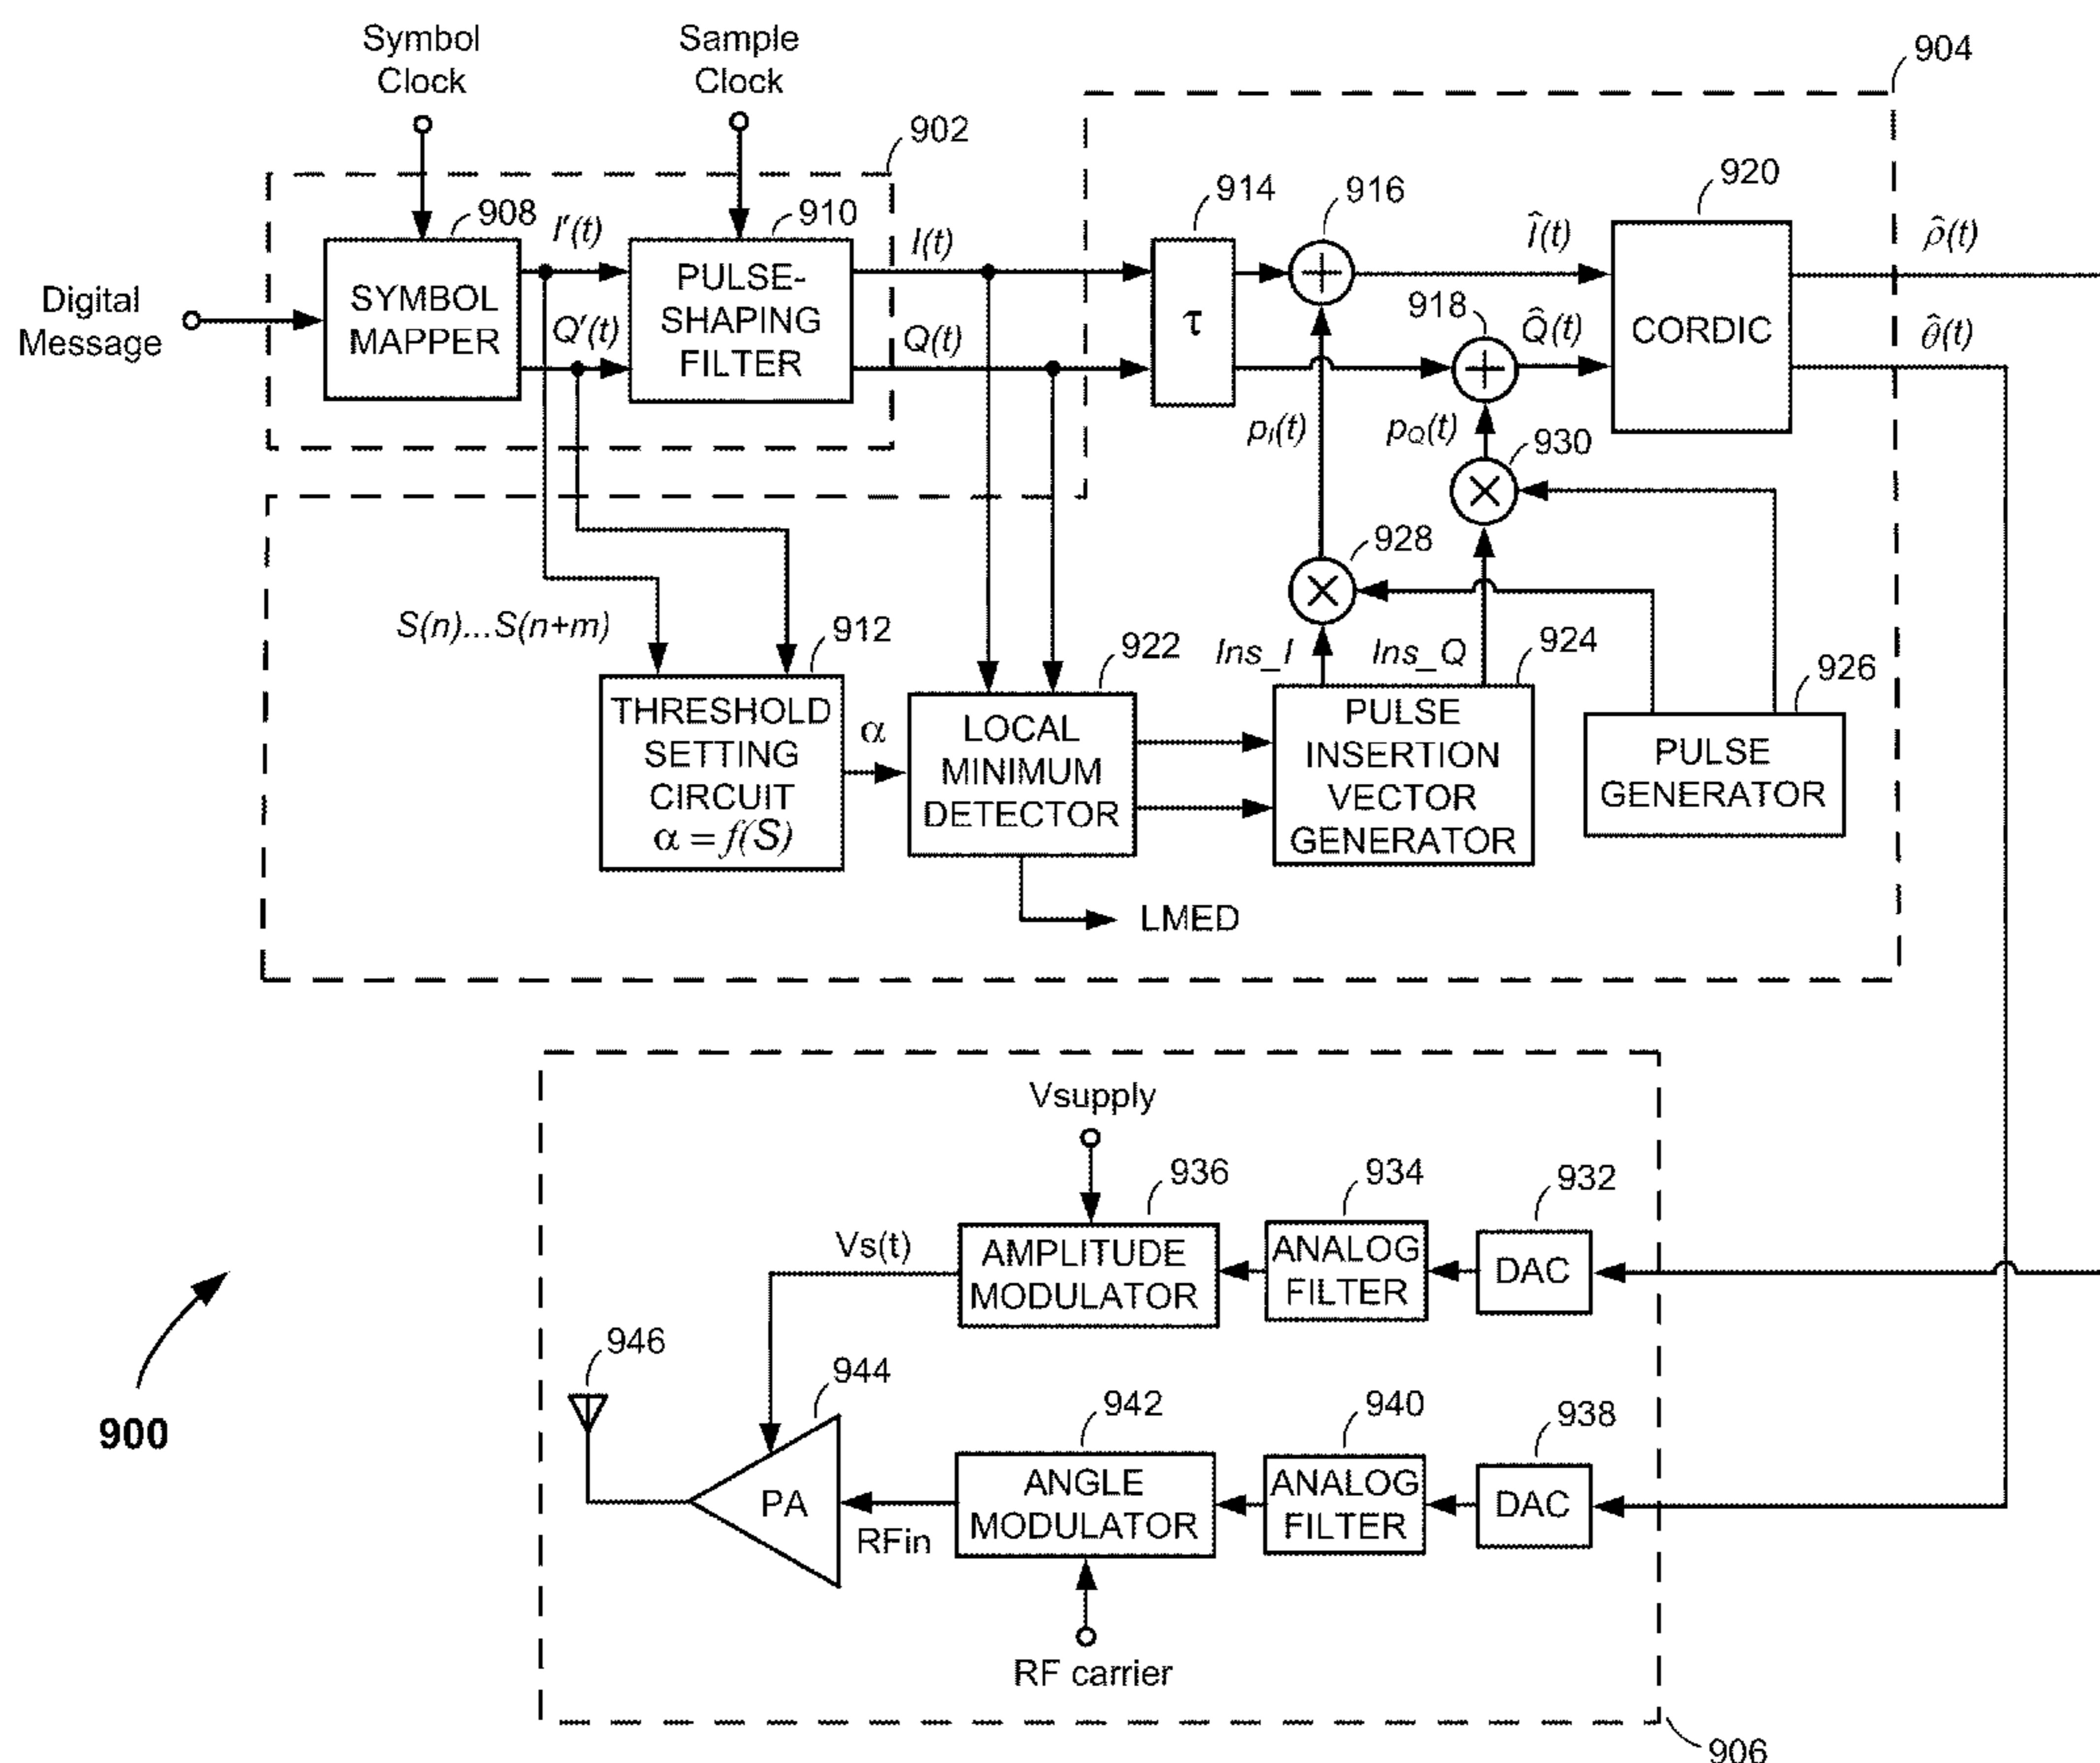 Symbol
Clock
Sample
Clock
904
902
908
910
914
916
920
I'(t)
I(t)
Î(t)
ρ̂(t)
Digital
Message
SYMBOL
MAPPER
PULSE-
SHAPING
FILTER
τ
918
CORDIC
Q'(t)
Q(t)
Q̂(t)
θ̂(t)
pI(t)
pQ(t)
930
928
S(n)...S(n+m)
912
922
Ins_I
Ins_Q
924
926
THRESHOLD
SETTING
CIRCUIT
α = f(S)
α
LOCAL
MINIMUM
DETECTOR
PULSE
INSERTION
VECTOR
GENERATOR
PULSE
GENERATOR
LMED
Vsupply
936
934
932
Vs(t)
AMPLITUDE
MODULATOR
ANALOG
FILTER
DAC
946
944
942
940
938
900
PA
RFin
ANGLE
MODULATOR
ANALOG
FILTER
DAC
RF carrier
906